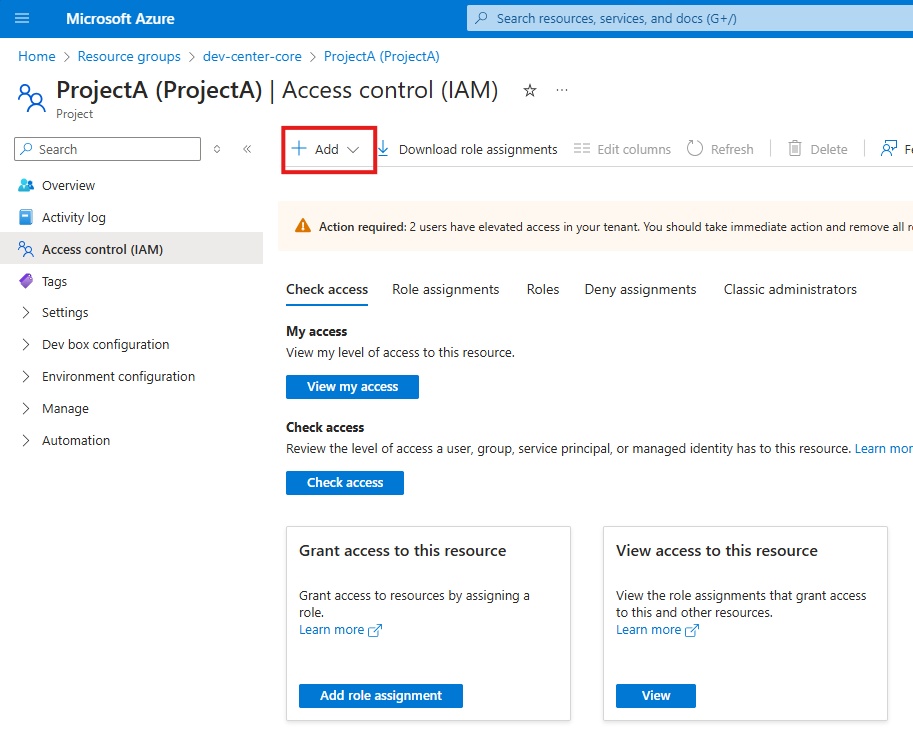 Microsoft Azure
Search resources, services, and docs (G+/)
Home > Resource groups > dev-center-core > ProjectA (ProjectA)
ProjectA (ProjectA) | Access control (IAM)
Project
Search
Add
Download role assignments
Edit columns
Refresh
Delete
Overview
Activity log
Access control (IAM)
Tags
Settings
Dev box configuration
Environment configuration
Manage
Automation
Action required: 2 users have elevated access in your tenant. You should take immediate action and remove all
Check access
Role assignments
Roles
Deny assignments
Classic administrators
My access
View my level of access to this resource.
View my access
Check access
Review the level of access a user, group, service principal, or managed identity has to this resource. Learn mor
Check access
Grant access to this resource
Grant access to resources by assigning a
role.
Learn more
Add role assignment
View access to this resource
View the role assignments that grant access
to this and other resources.
Learn more
View